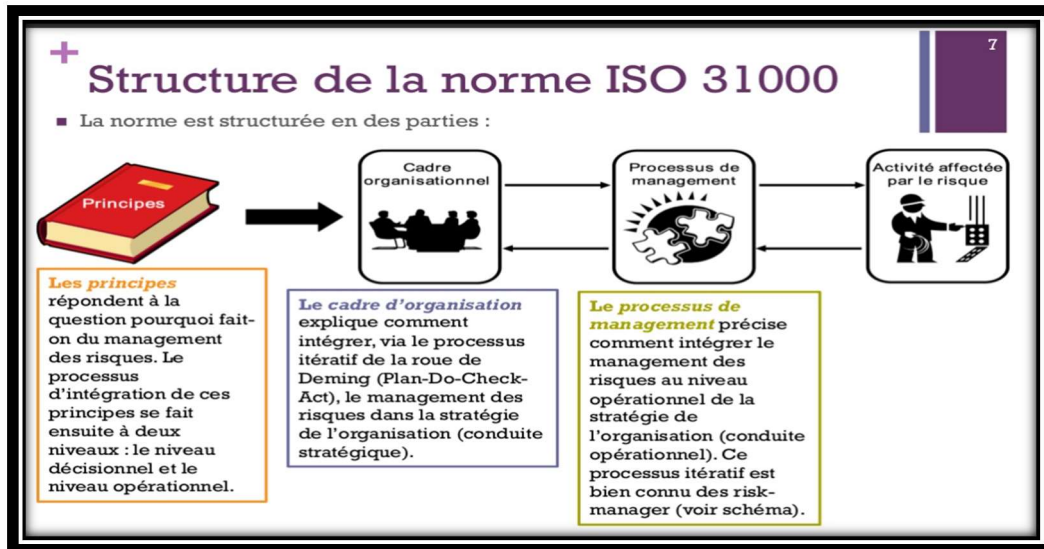 7
Structure de la norme ISO 31000
La norme est structurée en des parties :
Principes
Cadre
organisationnel
Processus de
management
Activité affectée
par le risque
Les principes
répondent à la
question pourquoi fait-
on du management
des risques. Le
processus
d'intégration de ces
principes se fait
ensuite à deux
niveaux : le niveau
décisionnel et le
niveau opérationnel.
Le cadre d'organisation
explique comment
intégrer, via le processus
itératif de la roue de
Deming (Plan-Do-Check-
Act), le management des
risques dans la stratégie
de l'organisation (conduite
stratégique).
Le processus de
management précise
comment intégrer le
management des
risques au niveau
opérationnel de la
stratégie de
l'organisation (conduite
opérationnel). Ce
processus itératif est
bien connu des risk-
manager (voir schéma).